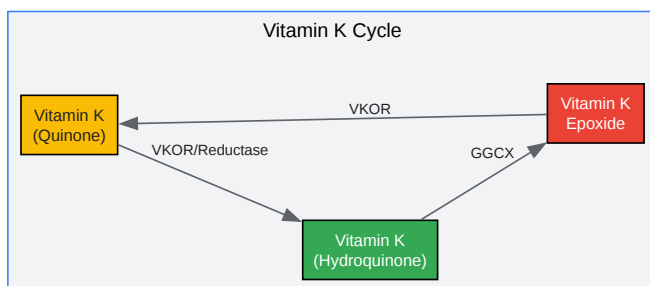 Vitamin K Cycle
VKOR
Vitamin K
Epoxide
Vitamin K
(Quinone)
VKOR/Reductase
GGCX
Vitamin K
(Hydroquinone)